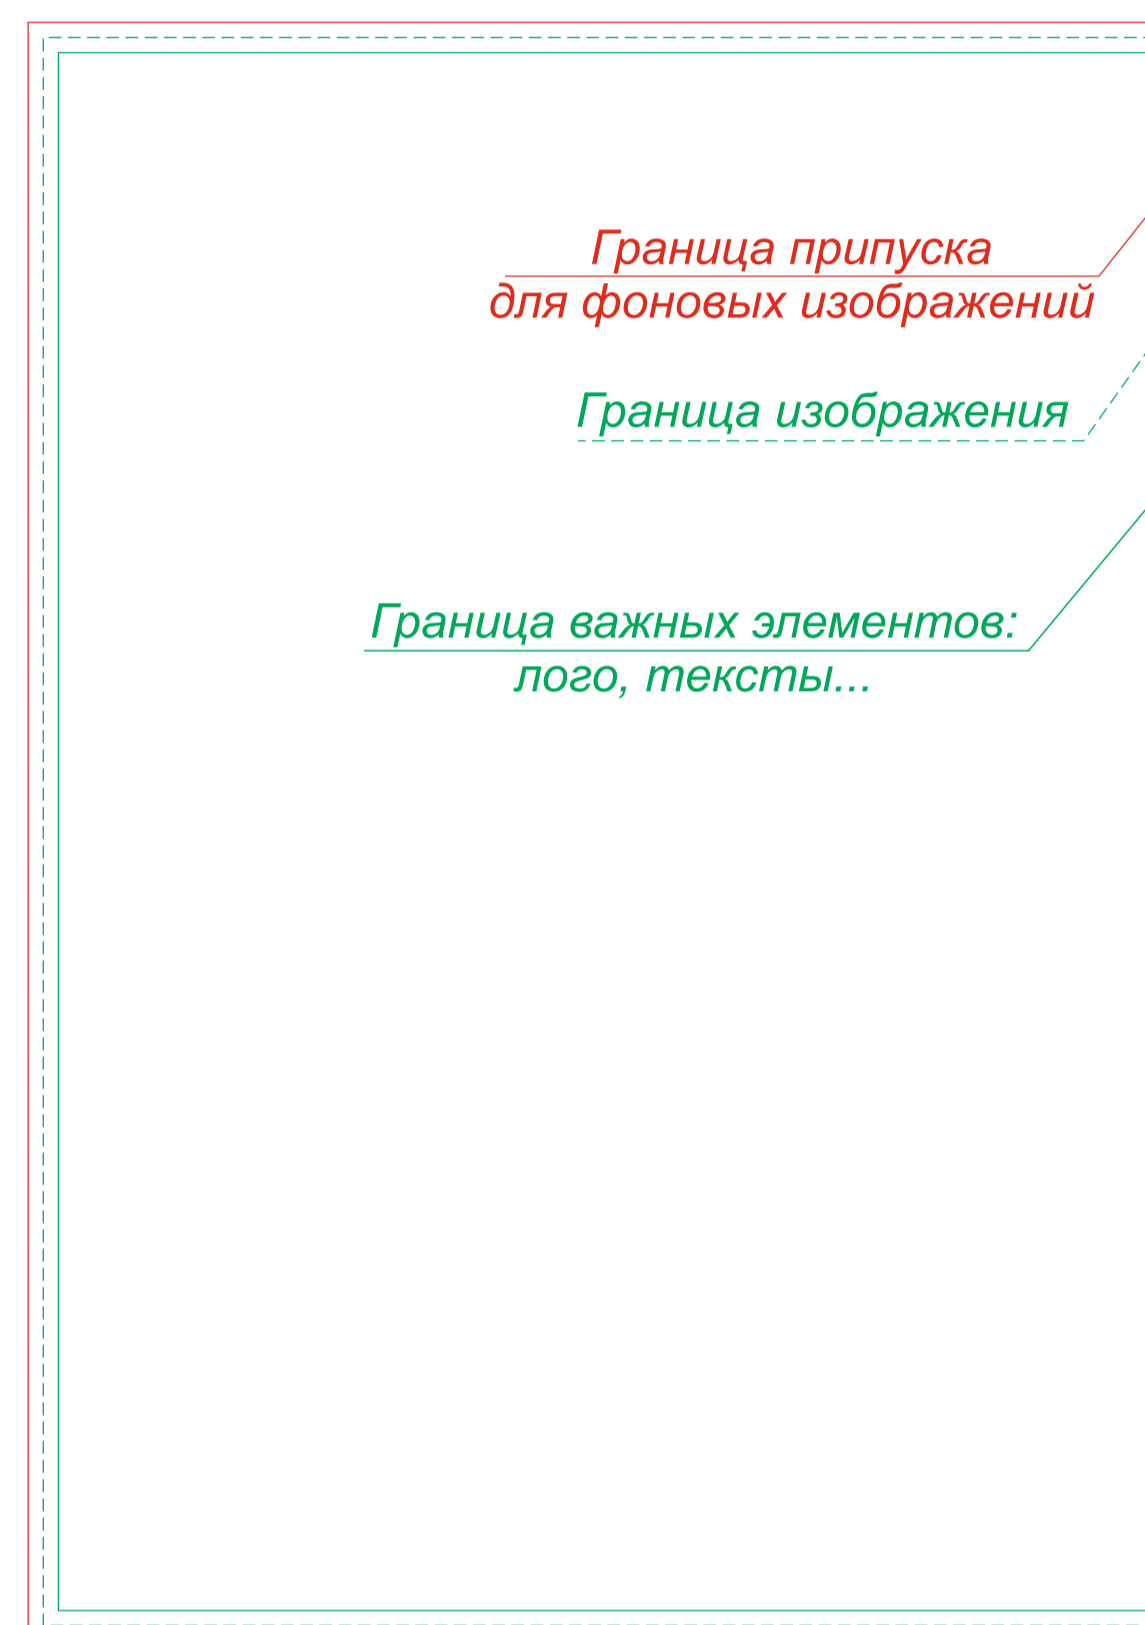 Граница припуска
для фоновых изображений
Граница изображения
Граница важных элементов:
лого, тексты...